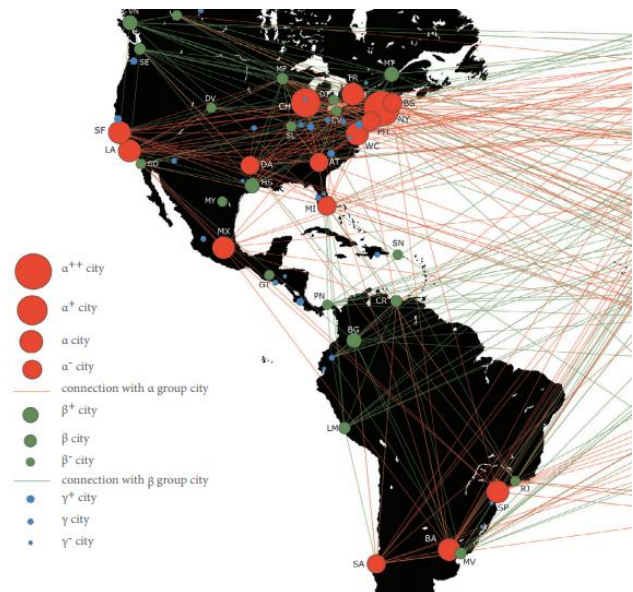 VN
SE
MP
MT
TR
DT
CH
BS
NY
CV
PH
DV
SL
WC
SF
LA
SD
DA
AT
HS
MY
MI
MX
SN
GT
PN
CR
BG
LM
RJ
SP
BA
MV
SA
α++ city
α+ city
α city
α- city
connection with α group city
β+ city
β city
β- city
connection with β group city
γ+ city
γ city
γ- city